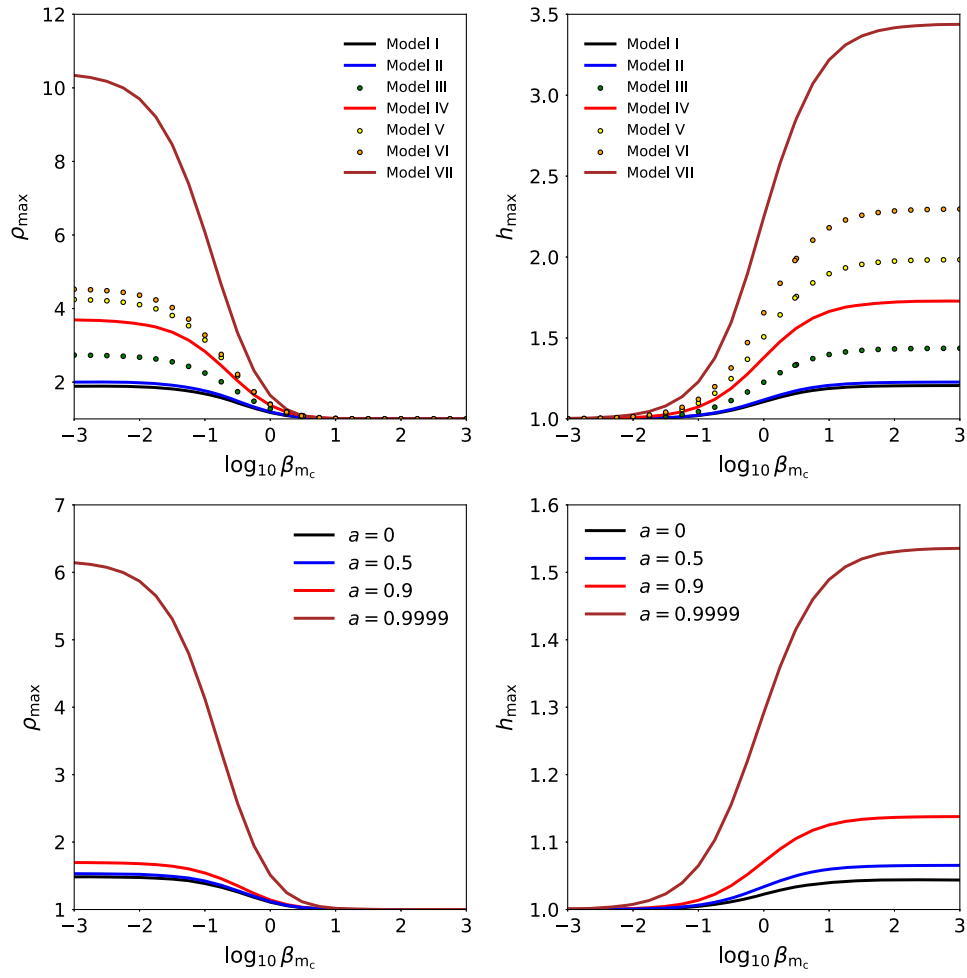 12
10
8
6
4
2
ρmax
−3 −2 −1 0 1 2 3
log10 βmc
Model I
Model II
Model III
Model IV
Model V
Model VI
Model VII
3.5
3.0
2.5
2.0
1.5
1.0
hmax
−3 −2 −1 0 1 2 3
log10 βmc
Model I
Model II
Model III
Model IV
Model V
Model VI
Model VII
7
6
5
4
3
2
1
ρmax
−3 −2 −1 0 1 2 3
log10 βmc
a = 0
a = 0.5
a = 0.9
a = 0.9999
1.6
1.5
1.4
1.3
1.2
1.1
1.0
hmax
−3 −2 −1 0 1 2 3
log10 βmc
a = 0
a = 0.5
a = 0.9
a = 0.9999